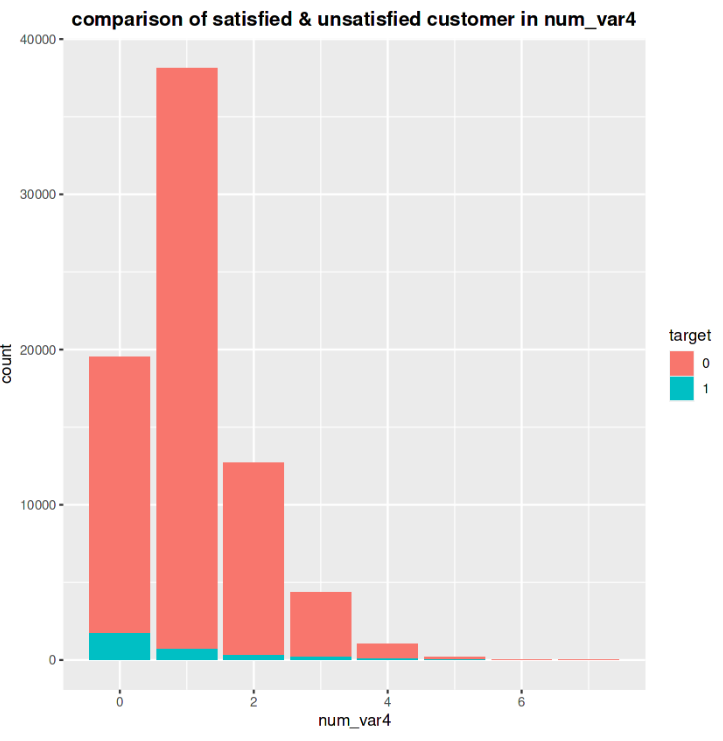 comparison of satisfied & unsatisfied customer in num_var4
40000
30000
20000
10000
0
count
0 2 4 6
num_var4
target
0
1